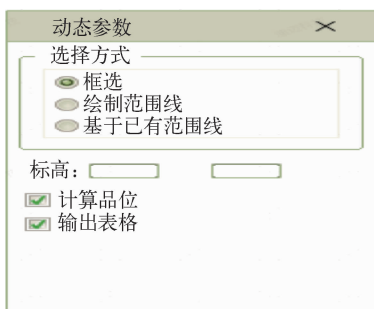 动态参数
选择方式
框选
绘制范围线
基于已有范围线
标高：
计算品位
输出表格